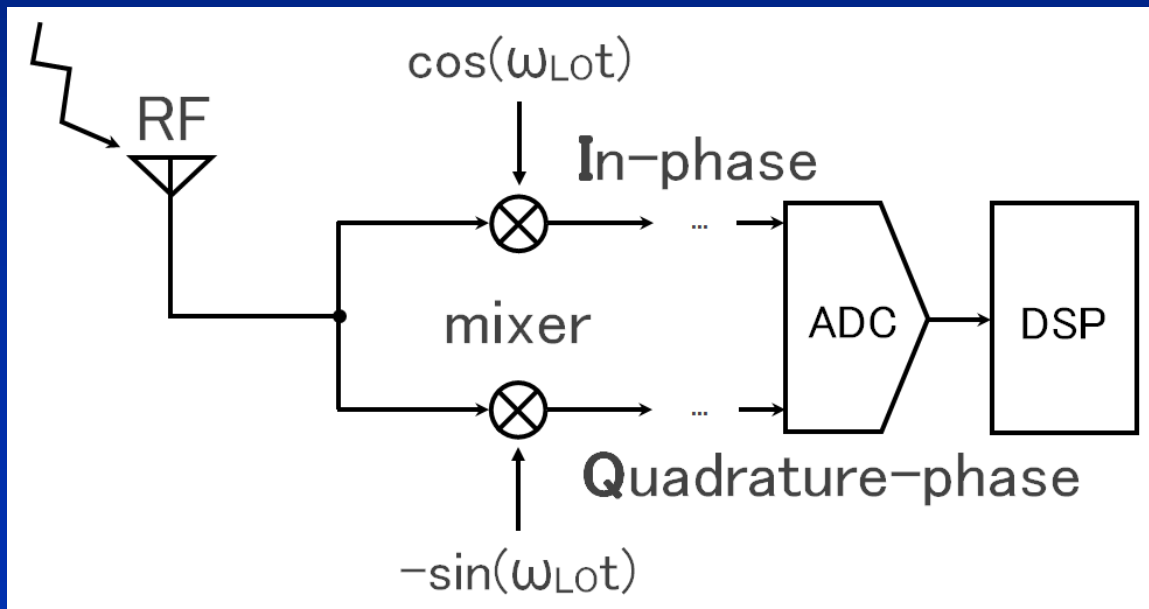 cos(ωLOt)
RF
In-phase
...
mixer
ADC
DSP
...
Quadrature-phase
-sin(ωLOt)